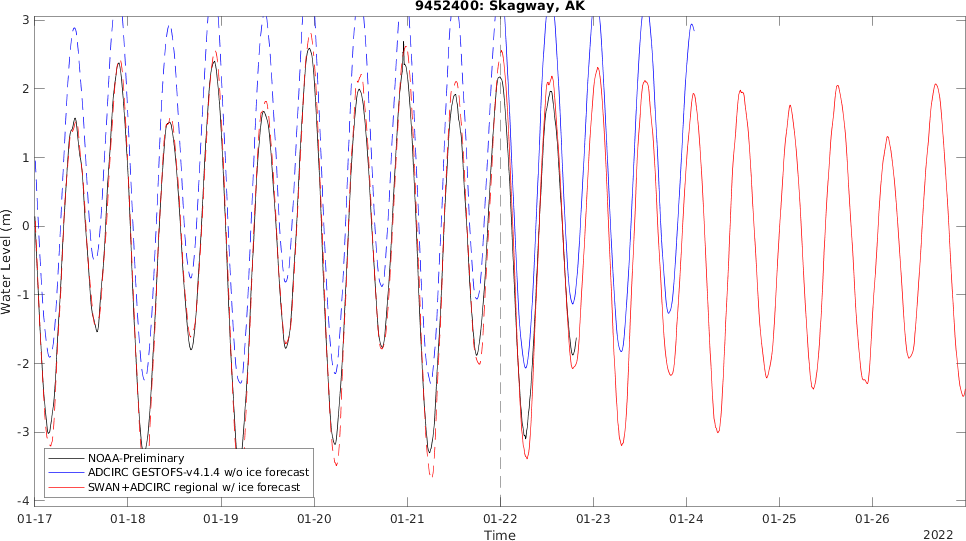 9452400: Skagway, AK
3
2
1
0
-1
-2
-3
-4
Water Level (m)
NOAA-Preliminary
ADCIRC GESTOFS-v4.1.4 w/o ice forecast
SWAN+ADCIRC regional w/ ice forecast
01-17 01-18 01-19 01-20 01-21 01-22 01-23 01-24 01-25 01-26
Time
2022